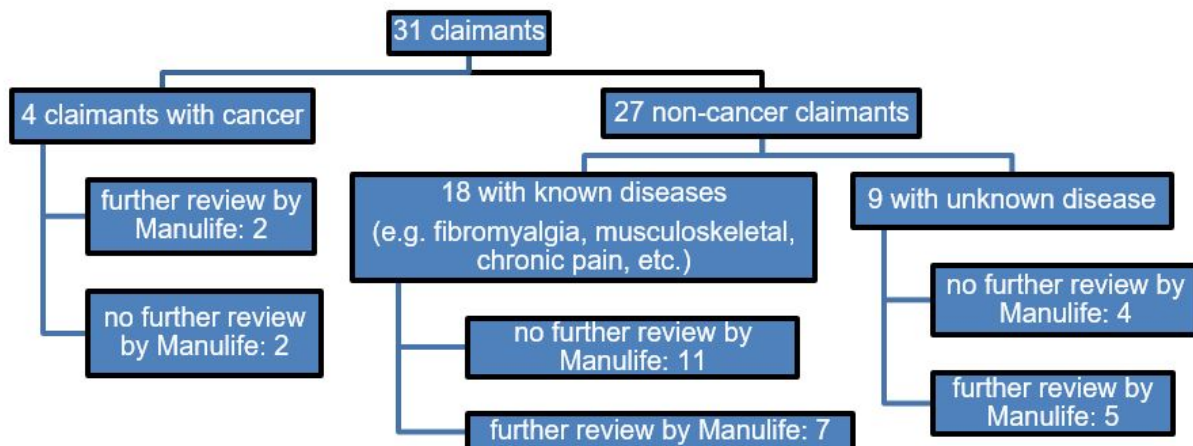 31 claimants
4 claimants with cancer
27 non-cancer claimants
further review by
Manulife: 2
no further review
by Manulife: 2
18 with known diseases
(e.g. fibromyalgia, musculoskeletal,
chronic pain, etc.)
no further review by
Manulife: 11
further review by Manulife: 7
9 with unknown disease
no further review by
Manulife: 4
further review by
Manulife: 5